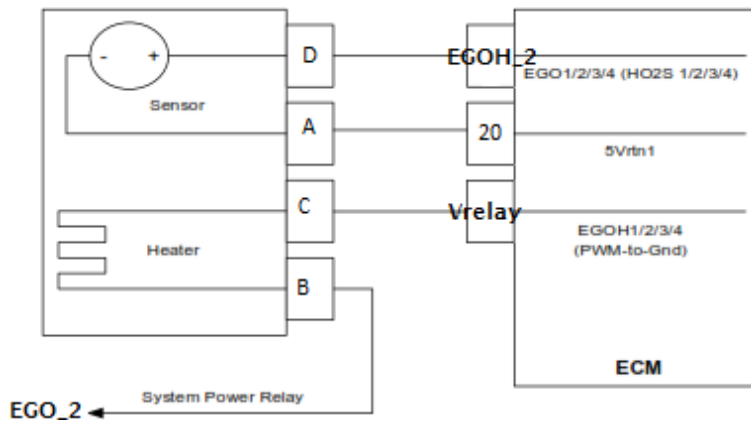 - +
Sensor
D
EGOH_2
EGO1/2/3/4 (HO2S 1/2/3/4)
A
20
5Vrtn1
C
Vrelay
EGOH1/2/3/4
(PWM-to-Gnd)
Heater
B
ECM
System Power Relay
EGO_2